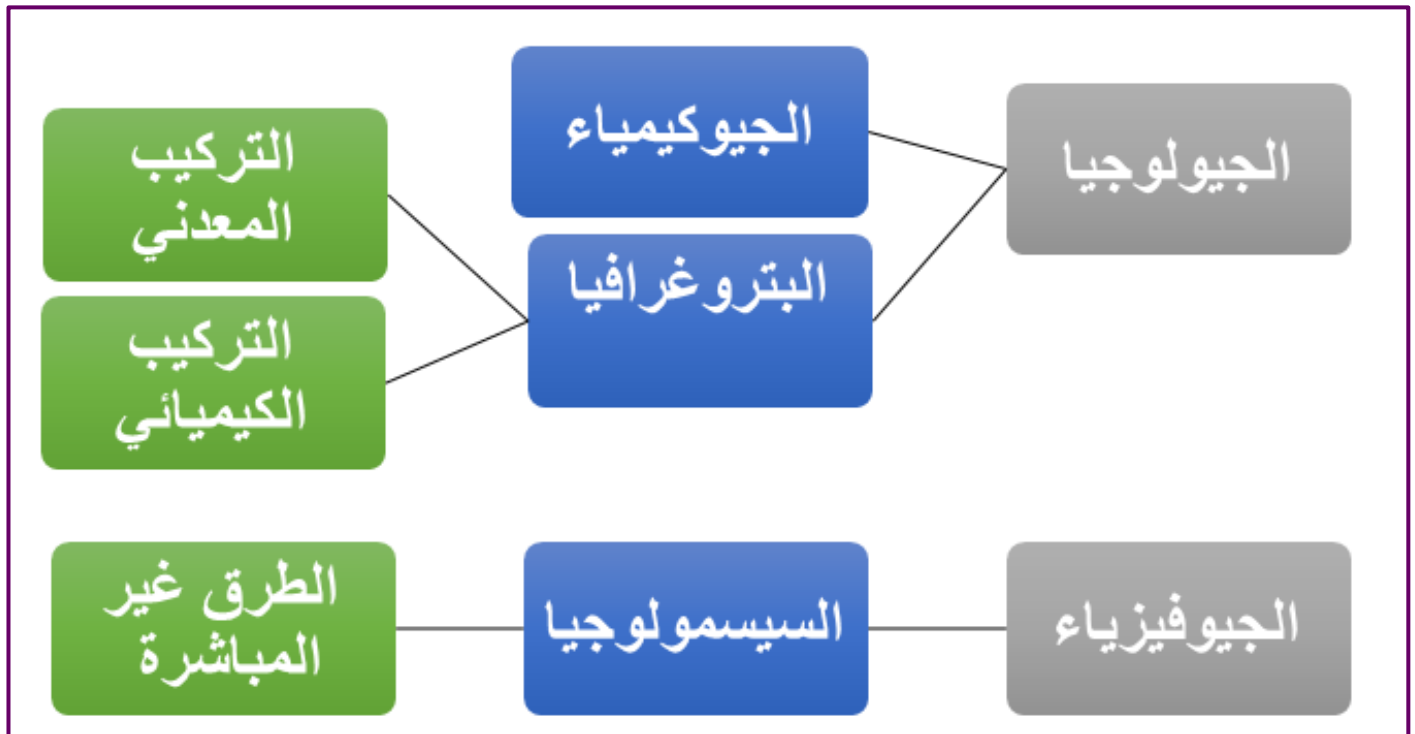 الجيولوجيا
الجيوكيمياء
البتروغرافيا
التركيب
المعدني
التركيب
الكيميائي
الجيوفيزياء
السيسمولوجيا
الطرق غير
المباشرة